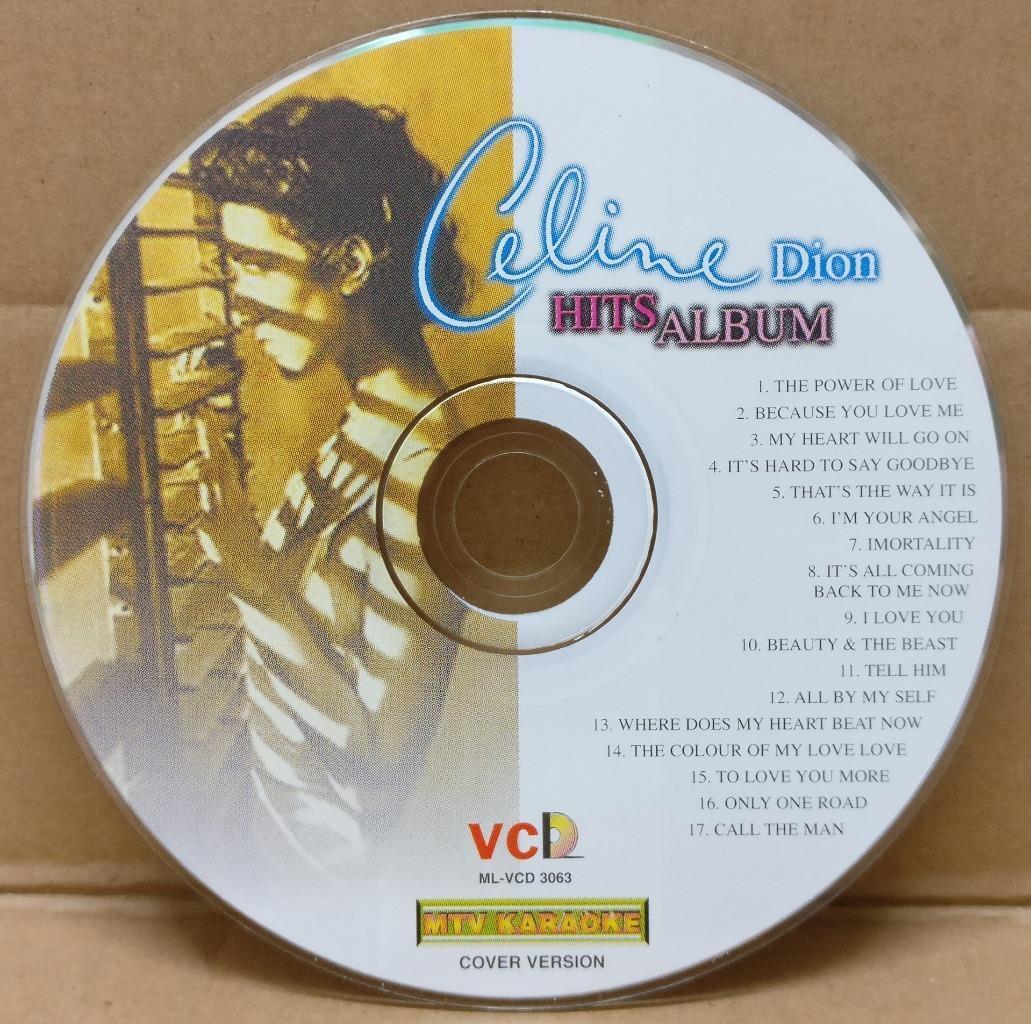 Celine Dion
HITS ALBUM
1. THE POWER OF LOVE
2. BECAUSE YOU LOVE ME
3. MY HEART WILL GO ON
4. IT'S HARD TO SAY GOODBYE
5. THAT'S THE WAY IT IS
6. I'M YOUR ANGEL
7. IMORTALITY
8. IT'S ALL COMING
BACK TO ME NOW
9. I LOVE YOU
10. BEAUTY & THE BEAST
11. TELL HIM
12. ALL BY MY SELF
13. WHERE DOES MY HEART BEAT NOW
14. THE COLOUR OF MY LOVE LOVE
15. TO LOVE YOU MORE
16. ONLY ONE ROAD
17. CALL THE MAN
VCD
ML-VCD 3063
MTV KARAOKE
COVER VERSION